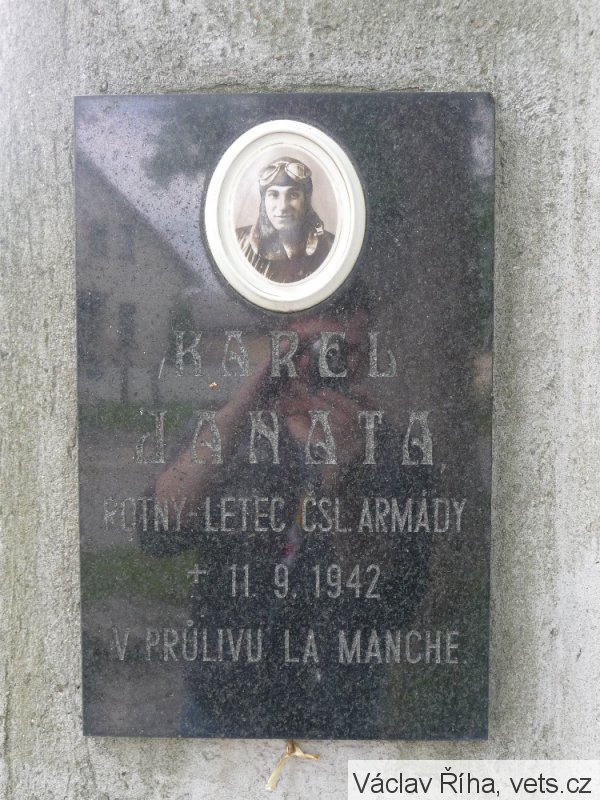 KAREL
JANATA,
ROTNÝ-LETEC ČSL. ARMÁDY
† 11. 9. 1942
V PRŮLIVU LA MANCHE.
Václav Říha, vets.cz